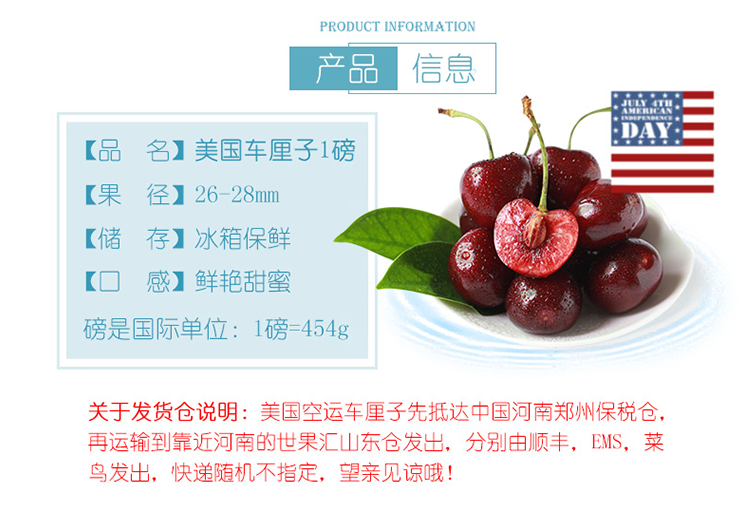 PRODUCT INFORMATION
产品 信息
JULY 4TH
AMERICAN
INDEPENDENCE
DAY
【品 名】美国车厘子1磅
【果 径】26-28mm
【储 存】冰箱保鲜
【口 感】鲜艳甜蜜
磅是国际单位：1磅=454g
关于发货仓说明：美国空运车厘子先抵达中国河南郑州保税仓，
再运输到靠近河南的世果汇山东仓发出，分别由顺丰，EMS，菜
鸟发出，快递随机不指定，望亲见谅哦！